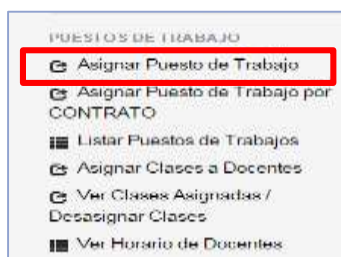 PUESTOS DE TRABAJO
Asignar Puesto de Trabajo
Asignar Puesto de Trabajo por
CONTRATO
Listar Puestos de Trabajos
Asignar Clases a Docentes
Ver Clases Asignadas /
Desasignar Clases
Ver Horario de Docentes